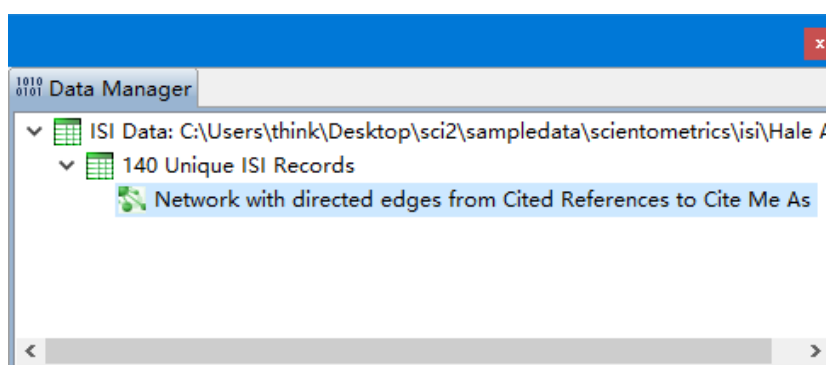 x
1010
0101 Data Manager
ISI Data: C:\Users\think\Desktop\sci2\sampledata\scientometrics\isi\Hale
140 Unique ISI Records
Network with directed edges from Cited References to Cite Me As